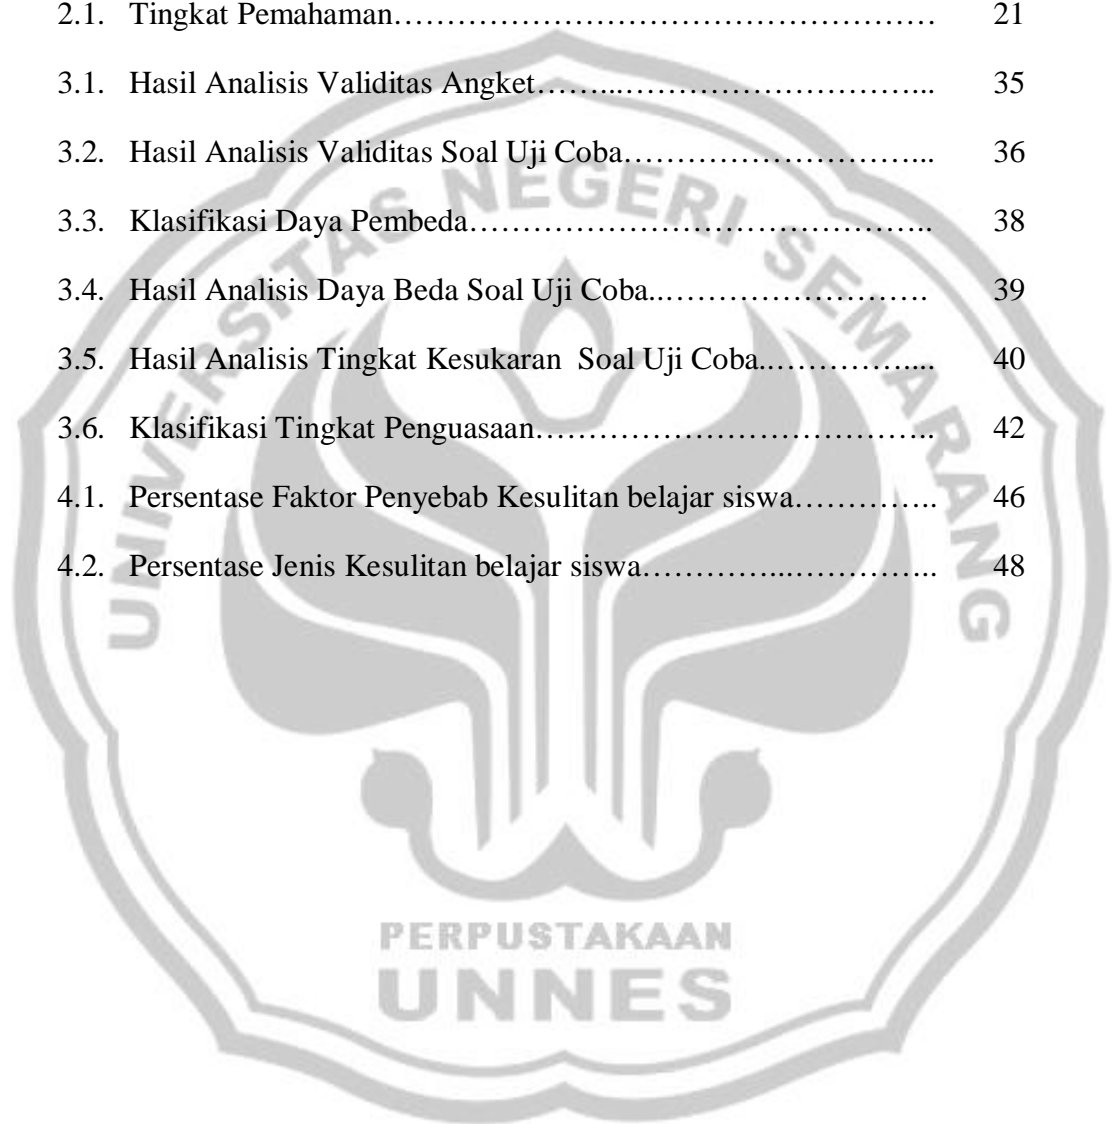 2.1. Tingkat Pemahaman………………………………………… 21
3.1. Hasil Analisis Validitas Angket……...……………………... 35
3.2. Hasil Analisis Validitas Soal Uji Coba……………………... 36
3.3. Klasifikasi Daya Pembeda………………………………….. 38
3.4. Hasil Analisis Daya Beda Soal Uji Coba..…………………. 39
3.5. Hasil Analisis Tingkat Kesukaran  Soal Uji Coba..………….... 40
3.6. Klasifikasi Tingkat Penguasaan…………………………….. 42
4.1. Persentase Faktor Penyebab Kesulitan belajar siswa………….. 46
4.2. Persentase Jenis Kesulitan belajar siswa…………...………….. 48
UNIVERSITAS NEGERI SEMARANG
PERPUSTAKAAN
UNNES